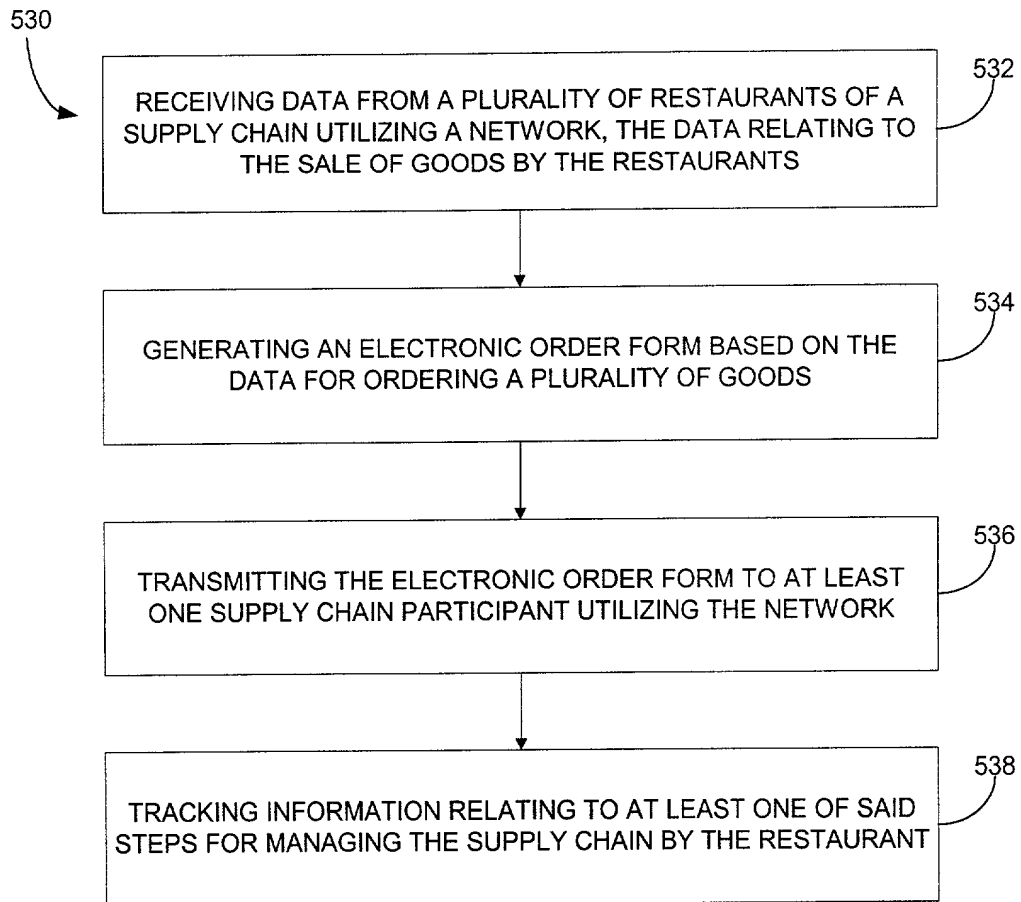 530
532
RECEIVING DATA FROM A PLURALITY OF RESTAURANTS OF A
SUPPLY CHAIN UTILIZING A NETWORK, THE DATA RELATING TO
THE SALE OF GOODS BY THE RESTAURANTS
534
GENERATING AN ELECTRONIC ORDER FORM BASED ON THE
DATA FOR ORDERING A PLURALITY OF GOODS
536
TRANSMITTING THE ELECTRONIC ORDER FORM TO AT LEAST
ONE SUPPLY CHAIN PARTICIPANT UTILIZING THE NETWORK
538
TRACKING INFORMATION RELATING TO AT LEAST ONE OF SAID
STEPS FOR MANAGING THE SUPPLY CHAIN BY THE RESTAURANT